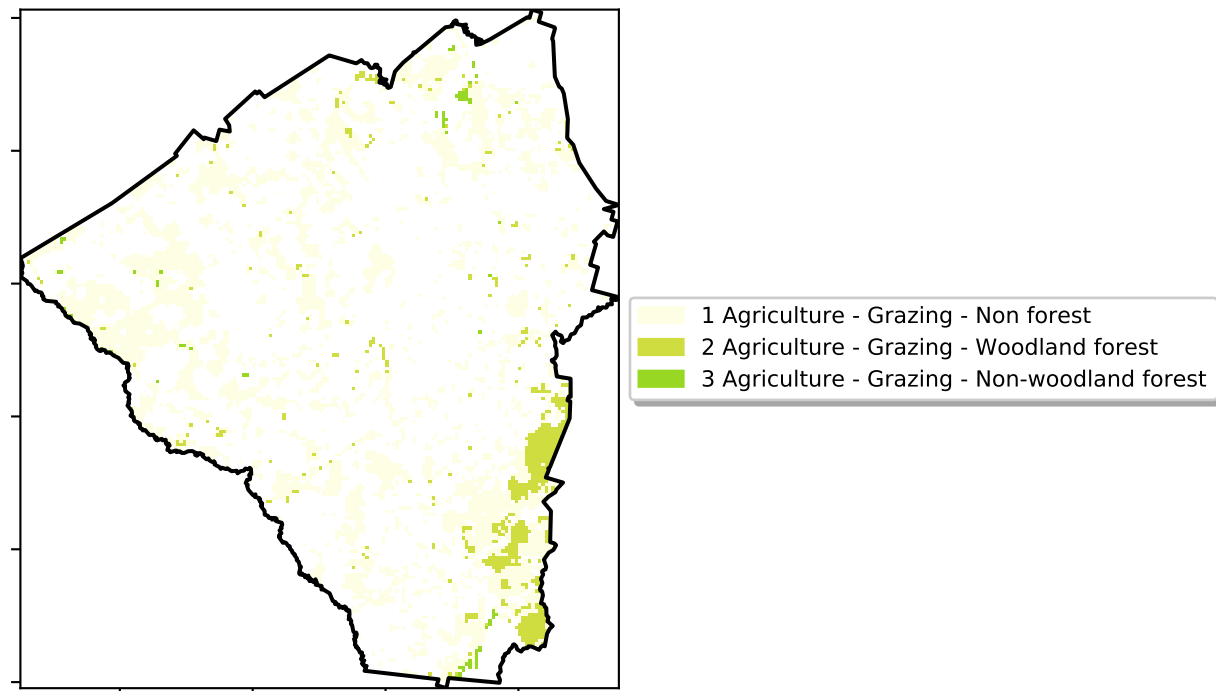 1 Agriculture - Grazing - Non forest
2 Agriculture - Grazing - Woodland forest
3 Agriculture - Grazing - Non-woodland forest